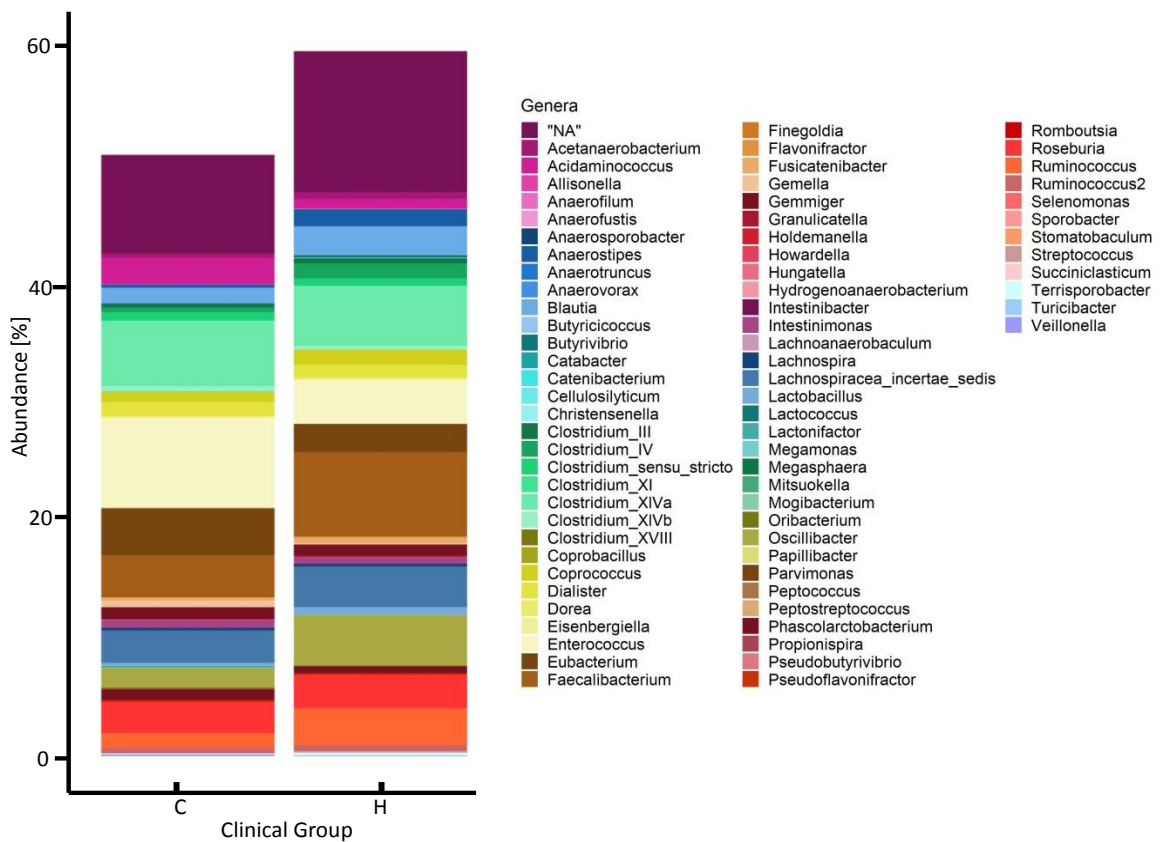 60
40
20
0
Abundance [%]
C
H
Clinical Group
Genera
"NA"
Acetanaerobacterium
Acidaminococcus
Allisonella
Anaerofilum
Anaerofustis
Anaerosporobacter
Anaerostipes
Anaerotruncus
Anaerovorax
Blautia
Butyricicoccus
Butyrivibrio
Catabacter
Catenibacterium
Cellulosilyticum
Christensenella
Clostridium_III
Clostridium_IV
Clostridium_sensu_stricto
Clostridium_XI
Clostridium_XIVa
Clostridium_XIVb
Clostridium_XVIII
Coprobacillus
Coprococcus
Dialister
Dorea
Eisenbergiella
Enterococcus
Eubacterium
Faecalibacterium
Finegoldia
Flavonifractor
Fusicatenibacter
Gemella
Gemmiger
Granulicatella
Holdemanella
Howardella
Hungatella
Hydrogenoanaerobacterium
Intestinibacter
Intestinimonas
Lachnoanaerobaculum
Lachnospira
Lachnospiracea_incertae_sedis
Lactobacillus
Lactococcus
Lactonifactor
Megamonas
Megasphaera
Mitsuokella
Mogibacterium
Oribacterium
Oscillibacter
Papillibacter
Parvimonas
Peptococcus
Peptostreptococcus
Phascolarctobacterium
Propionispira
Pseudobutyrivibrio
Pseudoflavonifractor
Romboutsia
Roseburia
Ruminococcus
Ruminococcus2
Selenomonas
Sporobacter
Stomatobaculum
Streptococcus
Succiniclasticum
Terrisporobacter
Turicibacter
Veillonella